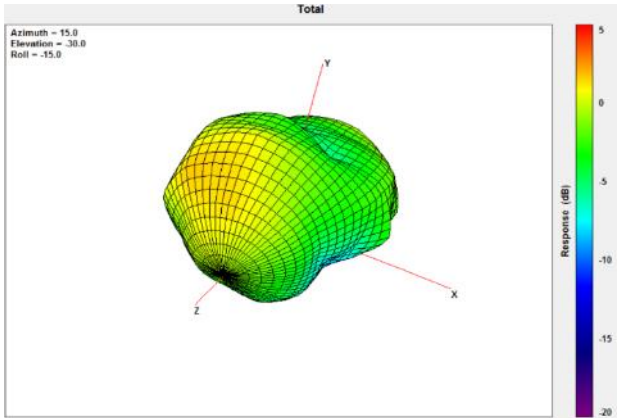 Total
Azimuth = 15.0
Elevation = -30.0
Roll = -15.0
Y
X
Z
5
0
-5
-10
-15
-20
Response (dB)